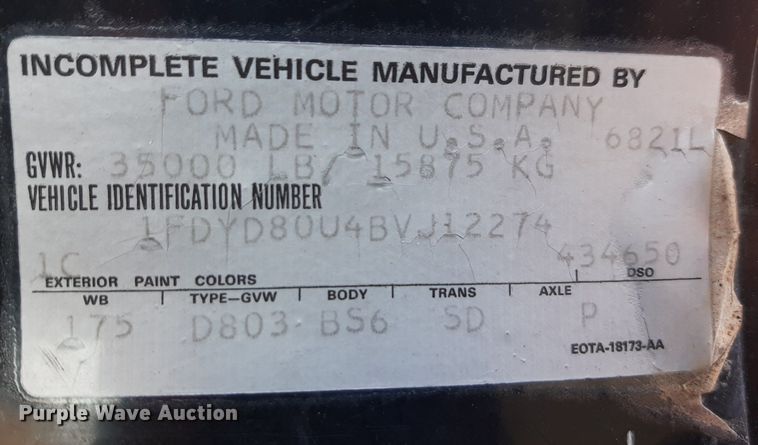 INCOMPLETE VEHICLE MANUFACTURED BY
FORD MOTOR COMPANY
MADE IN U.S.A. 6821L
GVWR: 35000 LB/ 15875 KG
VEHICLE IDENTIFICATION NUMBER
1FDYD80U4BVJ12274
1C 434650
EXTERIOR PAINT COLORS DSO
WB TYPE-GVW BODY TRANS AXLE
175 D803 BS6 5D P
EOTA-18173-AA
Purple Wave Auction